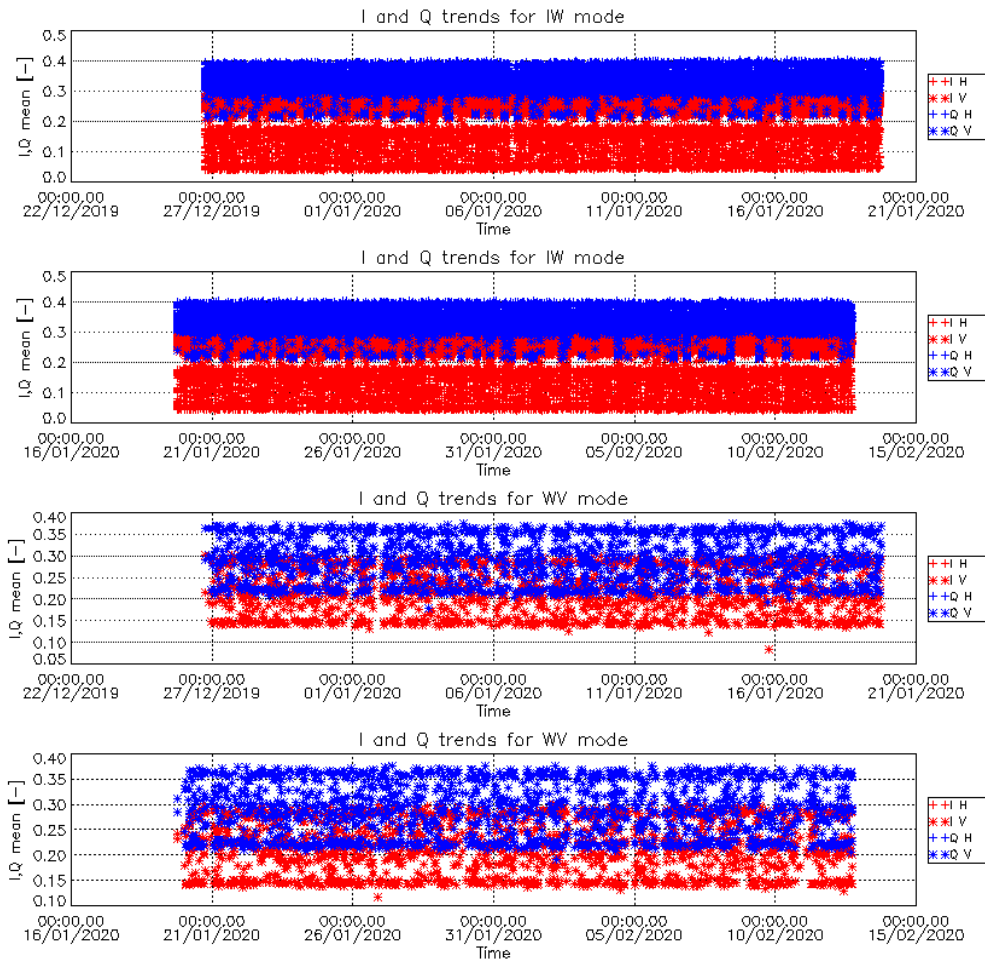 I and Q trends for IW mode
0.5
0.4
0.3
0.2
0.1
0.0
I,Q mean [-]
00:00.00 00:00.00 00:00.00 00:00.00 00:00.00 00:00.00 00:00.00
22/12/2019 27/12/2019 01/01/2020 06/01/2020 11/01/2020 16/01/2020 21/01/2020
Time
I H
I V
Q H
Q V
I and Q trends for IW mode
0.5
0.4
0.3
0.2
0.1
0.0
I,Q mean [-]
00:00.00 00:00.00 00:00.00 00:00.00 00:00.00 00:00.00 00:00.00
16/01/2020 21/01/2020 26/01/2020 31/01/2020 05/02/2020 10/02/2020 15/02/2020
Time
I H
I V
Q H
Q V
I and Q trends for WV mode
0.40
0.35
0.30
0.25
0.20
0.15
0.10
0.05
I,Q mean [-]
00:00.00 00:00.00 00:00.00 00:00.00 00:00.00 00:00.00 00:00.00
22/12/2019 27/12/2019 01/01/2020 06/01/2020 11/01/2020 16/01/2020 21/01/2020
Time
I H
I V
Q H
Q V
I and Q trends for WV mode
0.40
0.35
0.30
0.25
0.20
0.15
0.10
I,Q mean [-]
00:00.00 00:00.00 00:00.00 00:00.00 00:00.00 00:00.00 00:00.00
16/01/2020 21/01/2020 26/01/2020 31/01/2020 05/02/2020 10/02/2020 15/02/2020
Time
I H
I V
Q H
Q V